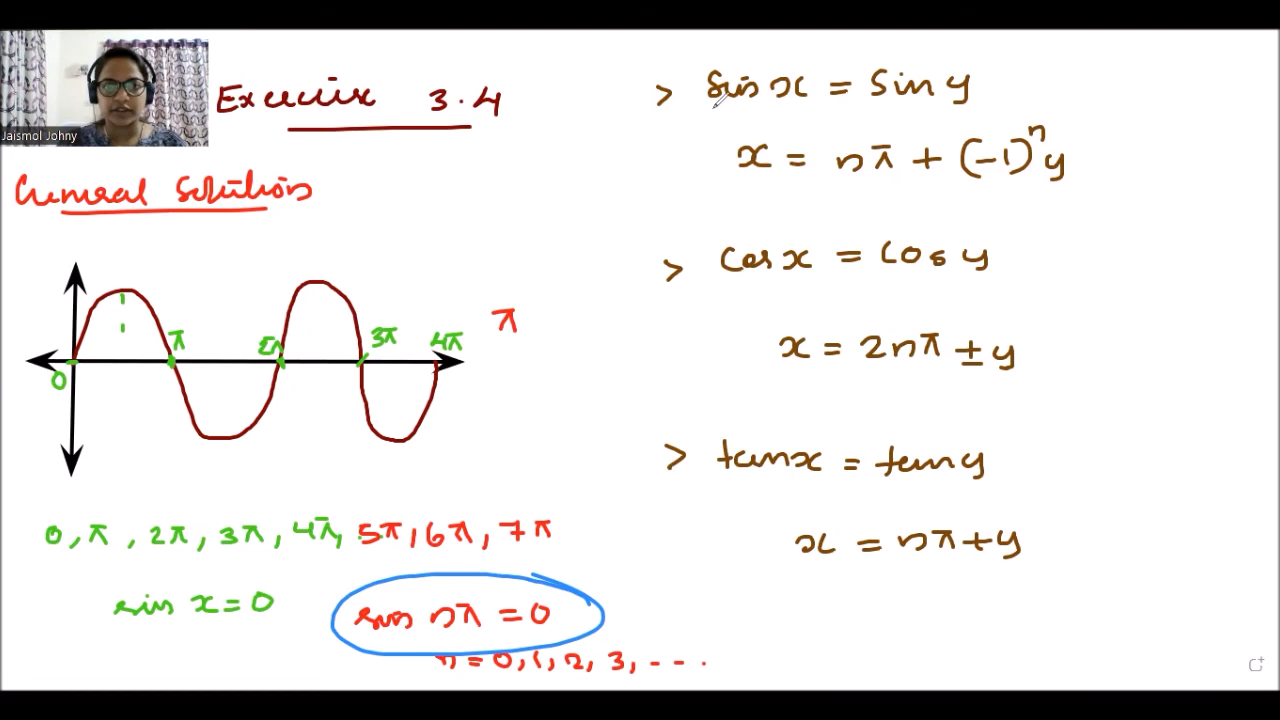 Jaismol Johny
Exercise 3.4
General Solutions
π
0
π
2π
3π
4π
0, π, 2π, 3π, 4π, 5π, 6π, 7π
sin x = 0
sin nπ = 0
n = 0, 1, 2, 3, - - - .
> sin x = sin y
x = nπ + (-1)ⁿ y
> cos x = cos y
x = 2nπ ± y
> tan x = tan y
x = nπ + y